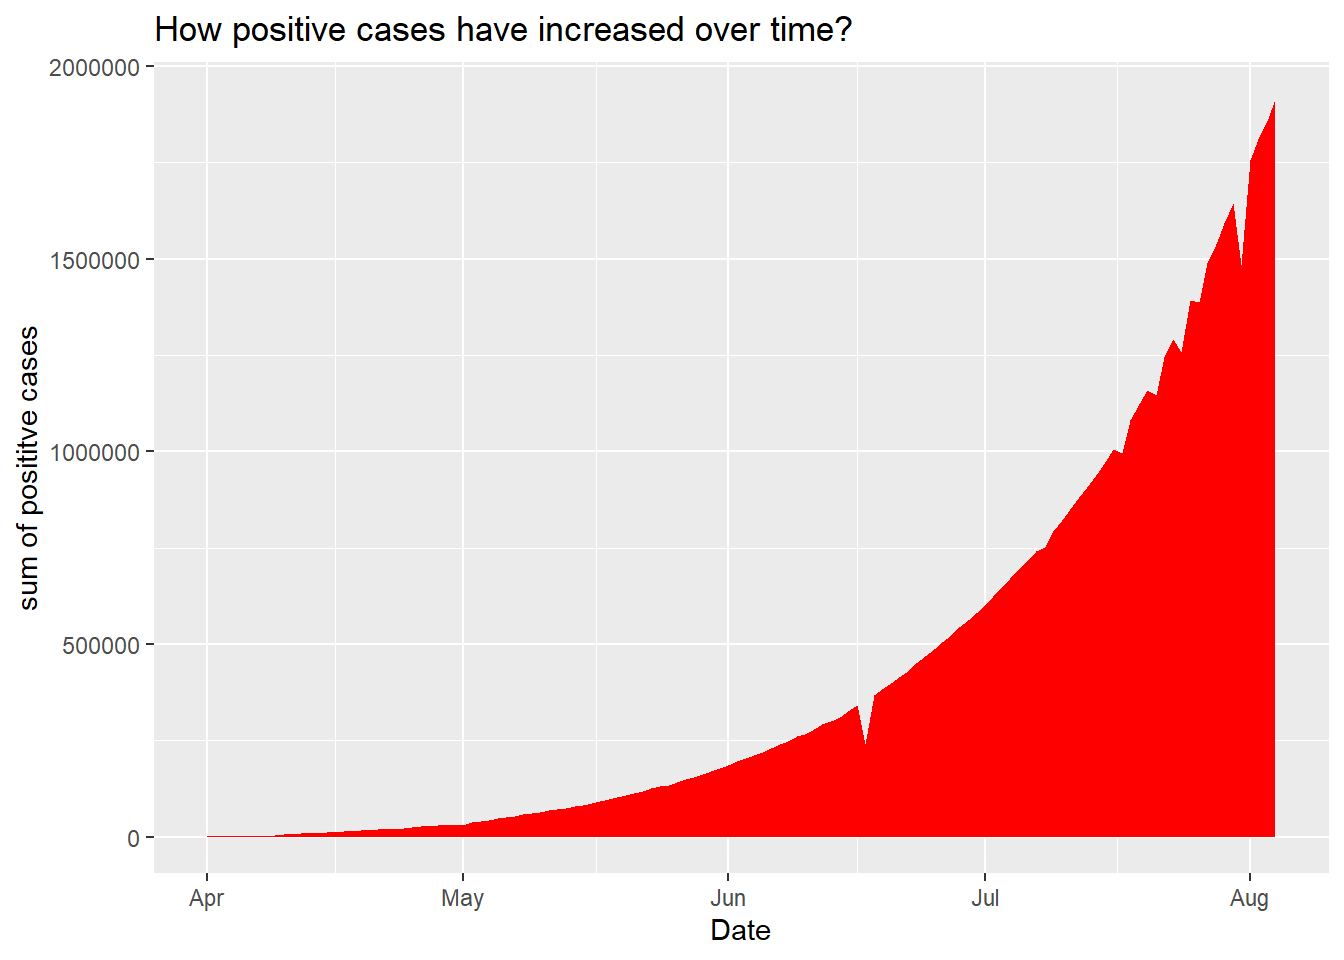 How positive cases have increased over time?
2000000
1500000
1000000
500000
0
sum of posititve cases
Apr May Jun Jul Aug
Date